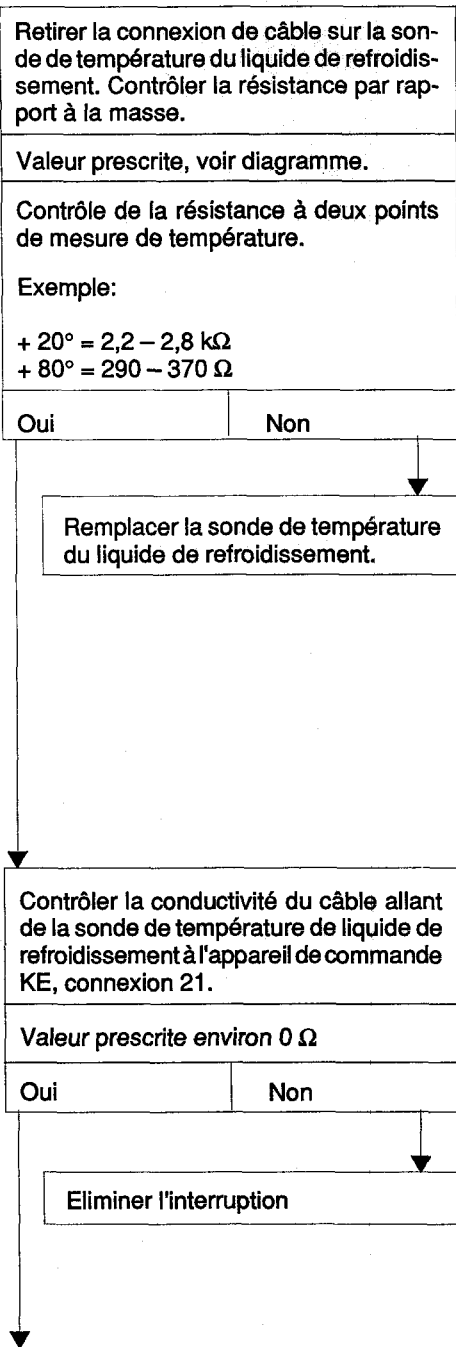 Retirer la connexion de câble sur la son-
de de température du liquide de refroidis-
sement. Contrôler la résistance par rap-
port à la masse.
Valeur prescrite, voir diagramme.
Contrôle de la résistance à deux points
de mesure de température.
Exemple:
+ 20° = 2,2 – 2,8 kΩ
+ 80° = 290 – 370 Ω
Oui Non
Remplacer la sonde de température
du liquide de refroidissement.
Contrôler la conductivité du câble allant
de la sonde de température de liquide de
refroidissement à l'appareil de commande
KE, connexion 21.
Valeur prescrite environ 0 Ω
Oui Non
Eliminer l'interruption